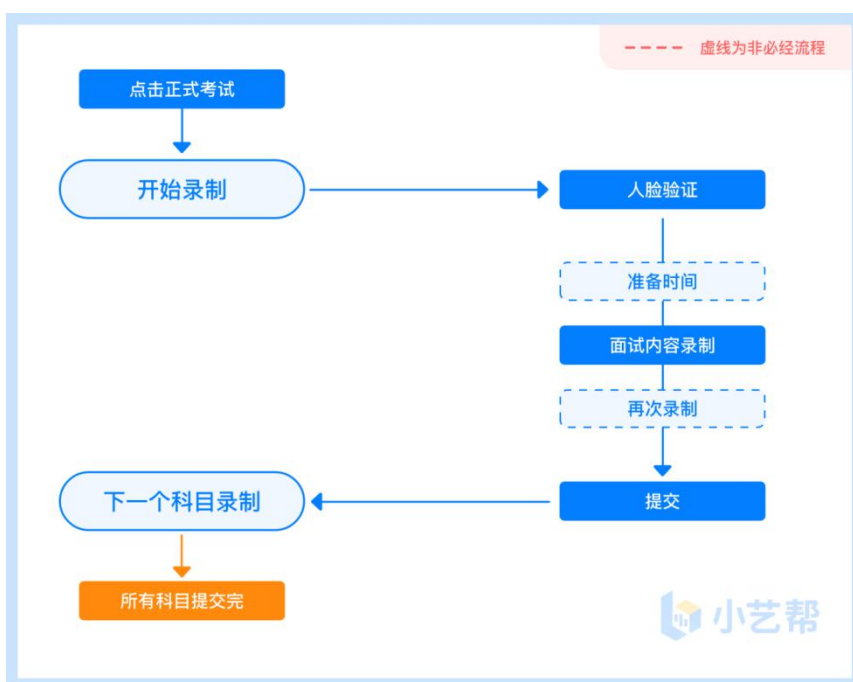 虚线为非必经流程
点击正式考试
开始录制
人脸验证
准备时间
面试内容录制
再次录制
提交
下一个科目录制
所有科目提交完
小艺帮